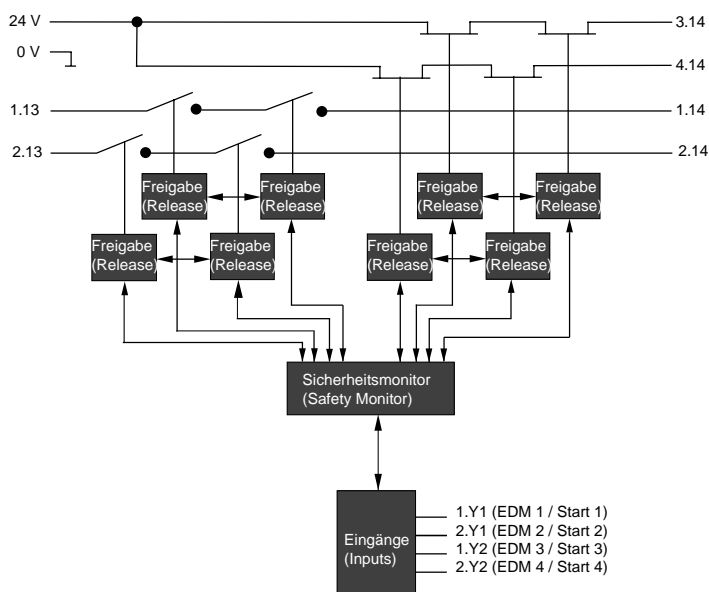 24 V
3.14
0 V
4.14
1.13
1.14
2.13
2.14
Freigabe
(Release)
Freigabe
(Release)
Freigabe
(Release)
Freigabe
(Release)
Freigabe
(Release)
Freigabe
(Release)
Freigabe
(Release)
Freigabe
(Release)
Sicherheitsmonitor
(Safety Monitor)
Eingänge
(Inputs)
1.Y1 (EDM 1 / Start 1)
2.Y1 (EDM 2 / Start 2)
1.Y2 (EDM 3 / Start 3)
2.Y2 (EDM 4 / Start 4)